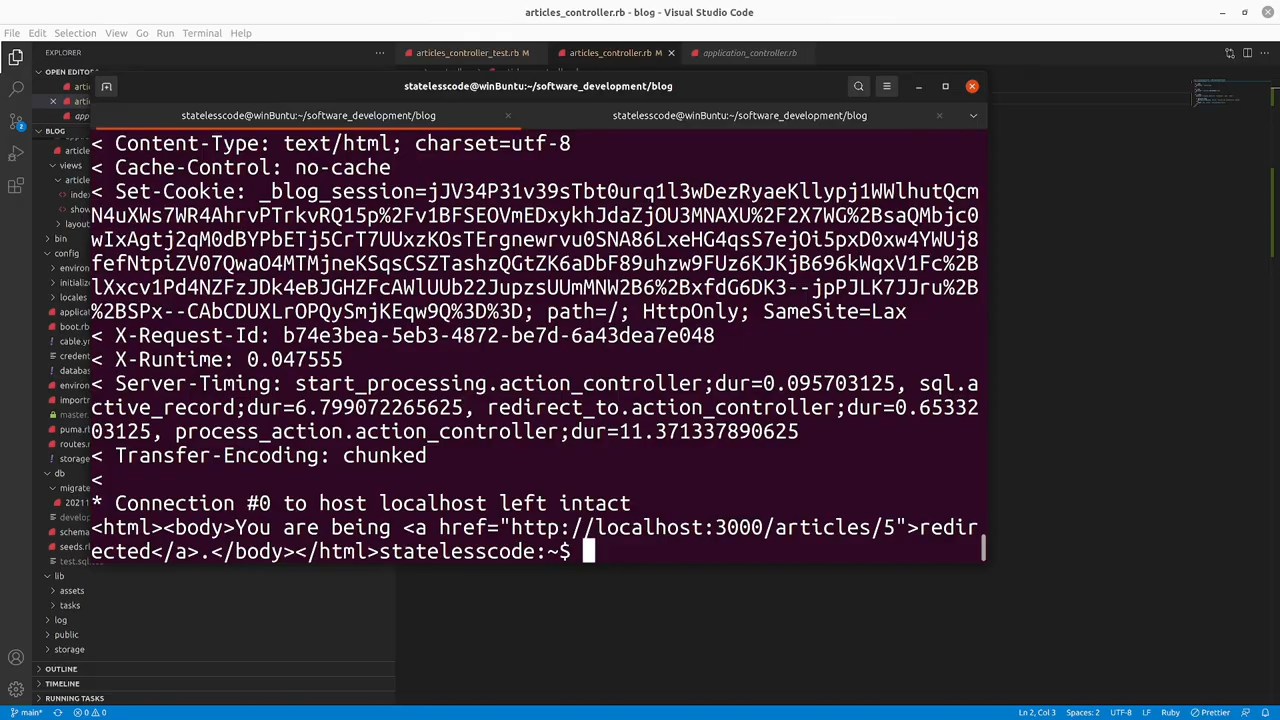 articles_controller.rb - blog - Visual Studio Code
File Edit Selection View Go Run Terminal Help
EXPLORER
articles_controller_test.rb M
articles_controller.rb M
application_controller.rb
OPEN EDITORS
BLOG
views
bin
config
db
lib
assets
tasks
log
public
storage
OUTLINE
TIMELINE
RUNNING TASKS
statelesscode@winBuntu:~/software_development/blog
statelesscode@winBuntu:~/software_development/blog
statelesscode@winBuntu:~/software_development/blog
< Content-Type: text/html; charset=utf-8
< Cache-Control: no-cache
< Set-Cookie: _blog_session=jJV34P31v39sTbt0urq1l3wDezRyaeKllypj1WWlhutQcm
N4uXWs7WR4AhrvPTrkvRQ15p%2Fv1BFSEOVmEDxykhJdaZjOU3MNAXU%2F2X7WG%2BsaQMbjc0
wIxAgtj2qM0dBYPbETj5CrT7UUxzKOsTErgnewrvu0SNA86LxeHG4qsS7ejOi5pxD0xw4YWUj8
fefNtpiZV07QwaO4MTMjneKSqsCSZTashzQGtZK6aDbF89uhzw9FUz6KJKjB696kWqxV1Fc%2B
lXxcv1Pd4NZFzJDk4eBJGHZFcAWlUUb22JupzsUUmMNW2B6%2BxfdG6DK3--jpPJLK7JJru%2B
%2BSPx--CAbCDUXLrOPQySmjKEqw9Q%3D%3D; path=/; HttpOnly; SameSite=Lax
< X-Request-Id: b74e3bea-5eb3-4872-be7d-6a43dea7e048
< X-Runtime: 0.047555
< Server-Timing: start_processing.action_controller;dur=0.095703125, sql.a
ctive_record;dur=6.799072265625, redirect_to.action_controller;dur=0.65332
03125, process_action.action_controller;dur=11.371337890625
< Transfer-Encoding: chunked
<
* Connection #0 to host localhost left intact
<html><body>You are being <a href="http://localhost:3000/articles/5">redir
ected</a>.</body></html>statelesscode:~$
main*
0 0
Ln 2, Col 3
Spaces: 2
UTF-8
LF
Ruby
Prettier